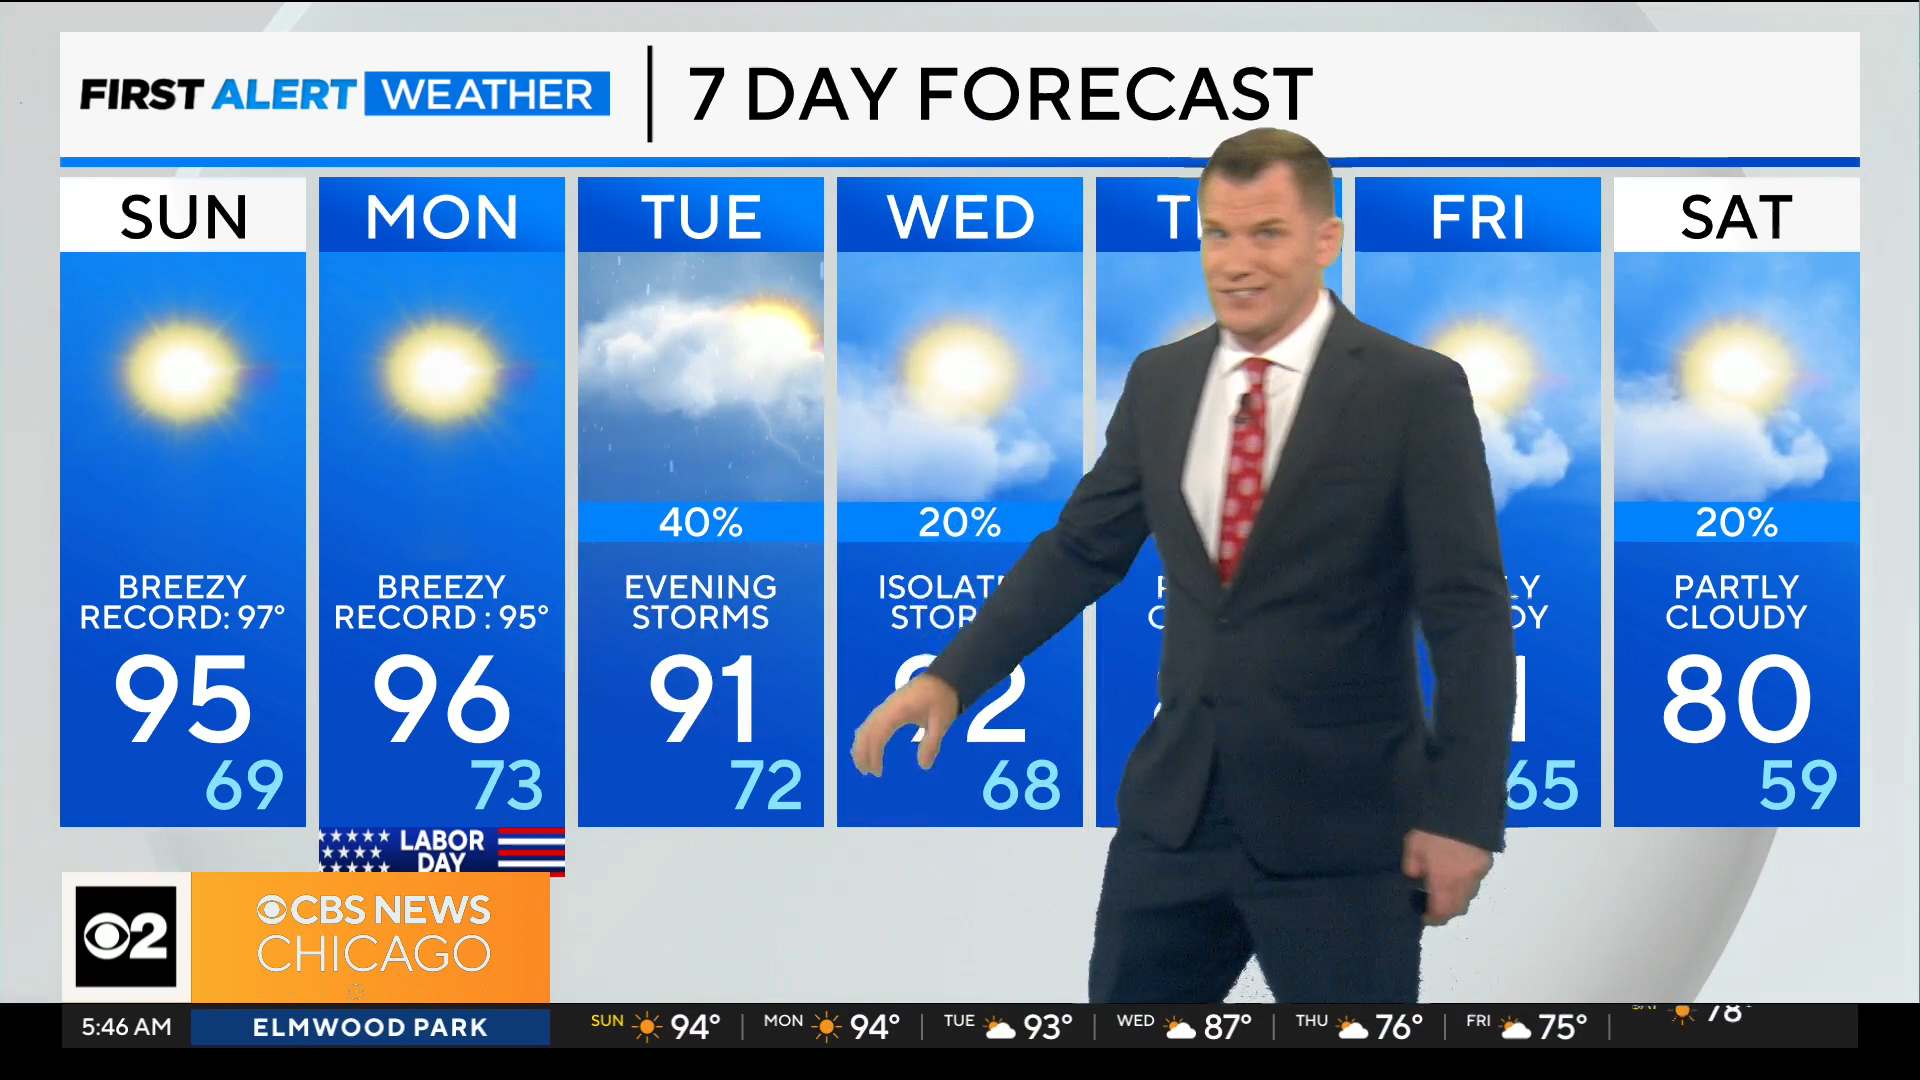 FIRST ALERT WEATHER
7 DAY FORECAST
SUN
BREEZY
RECORD: 97°
95
69
MON
BREEZY
RECORD : 95°
96
73
LABOR
DAY
TUE
40%
EVENING
STORMS
91
72
WED
20%
92
68
FRI
65
SAT
20%
PARTLY
CLOUDY
80
59
2
CBS NEWS
CHICAGO
5:46 AM
ELMWOOD PARK
SUN 94° | MON 94° | TUE 93° | WED 87° | THU 76° | FRI 75° | 78°